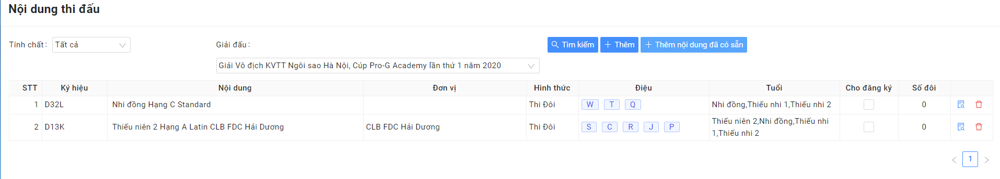 Nội dung thi đấu
Tính chất: Tất cả Giải đấu: Tìm kiếm Thêm Thêm nội dung đã có sẵn
Giải Vô địch KVTT Ngôi sao Hà Nội, Cúp Pro-G Academy lần thứ 1 năm 2020
STT Ký hiệu Nội dung Đơn vị Hình thức Điệu Tuổi Cho đăng ký Số đôi
1 D32L Nhi đồng Hạng C Standard Thi Đôi W T Q Nhi đồng,Thiếu nhi 1,Thiếu nhi 2 0
2 D13K Thiếu niên 2 Hạng A Latin CLB FDC Hải Dương CLB FDC Hải Dương Thi Đôi S C R J P Thiếu niên 2,Nhi đồng,Thiếu nhi 0
1,Thiếu nhi 2
1